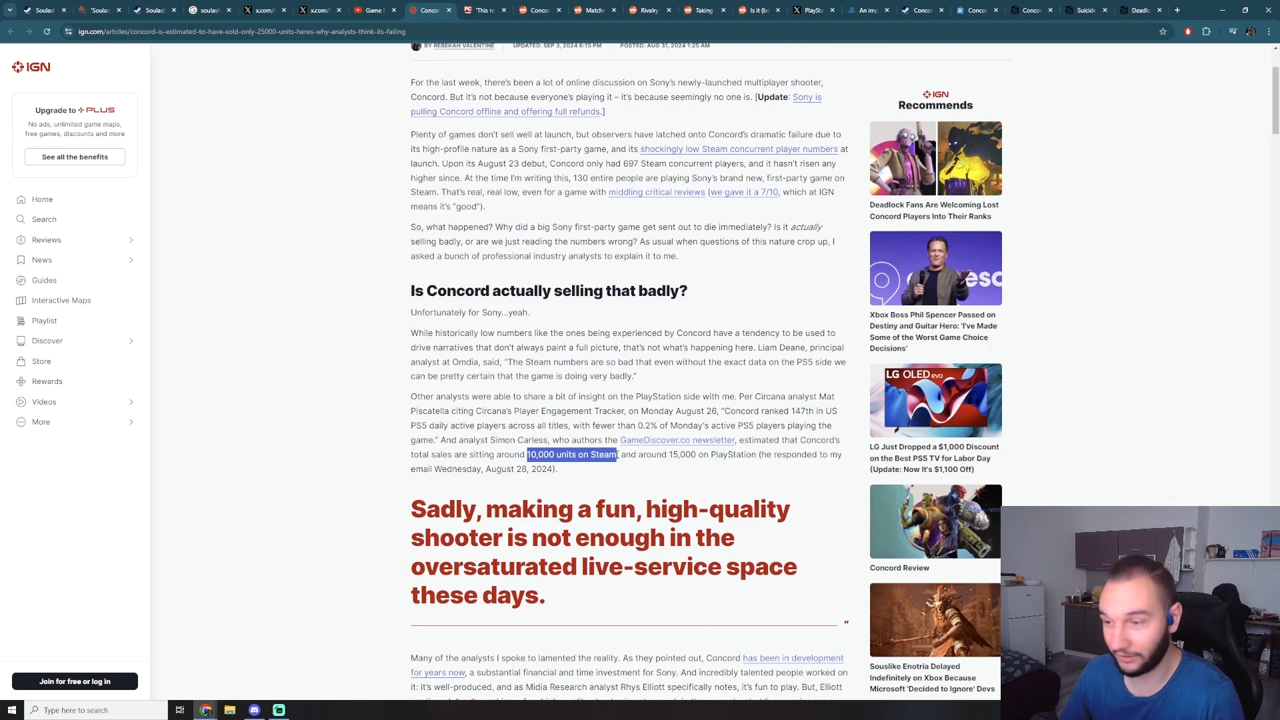 Soulas
Soulas
soulas
x.com/
x.com/
Game I
Concor
This ne
Concor
Rivalry
Taking
Is it (b
PlaySt
An inc
Concor
Suicide
Concor
Deadlo
ign.com/articles/concord-is-estimated-to-have-sold-only-25000-units-heres-why-analysts-think-its-failing
BY REBEKAH VALENTINE UPDATED: SEP 3, 2024 6:15 PM POSTED: AUG 31, 2024 1:25 AM
IGN
Upgrade to PLUS
No ads, unlimited game maps,
free games, discounts and more
See all the benefits
Home
Search
Reviews
News
Guides
Interactive Maps
Playlist
Discover
Store
Rewards
Videos
More
Join for free or log in
For the last week, there's been a lot of online discussion on Sony's newly-launched multiplayer shooter,
Concord. But it's not because everyone's playing it – it's because seemingly no one is. [Update: Sony is
pulling Concord offline and offering full refunds.]
Plenty of games don't sell well at launch, but observers have latched onto Concord's dramatic failure due to
its high-profile nature as a Sony first-party game, and its shockingly low Steam concurrent player numbers at
launch. Upon its August 23 debut, Concord only had 697 Steam concurrent players, and it hasn't risen any
higher since. At the time I'm writing this, 130 entire people are playing Sony's brand new, first-party game on
Steam. That's real, real low, even for a game with middling critical reviews (we gave it a 7/10, which at IGN
means it's "good").
So, what happened? Why did a big Sony first-party game get sent out to die immediately? Is it actually
selling badly, or are we just reading the numbers wrong? As usual when questions of this nature crop up, I
asked a bunch of professional industry analysts to explain it to me.
Is Concord actually selling that badly?
Unfortunately for Sony…yeah.
While historically low numbers like the ones being experienced by Concord have a tendency to be used to
drive narratives that don't always paint a full picture, that's not what's happening here. Liam Deane, principal
analyst at Omdia, said, "The Steam numbers are so bad that even without the exact data on the PS5 side we
can be pretty certain that the game is doing very badly."
Other analysts were able to share a bit of insight on the PlayStation side with me. Per Circana analyst Mat
Piscatella citing Circana's Player Engagement Tracker, on Monday August 26, "Concord ranked 147th in US
PS5 daily active players across all titles, with fewer than 0.2% of Monday's active PS5 players playing the
game." And analyst Simon Carless, who authors the GameDiscover.co newsletter, estimated that Concord's
total sales are sitting around 10,000 units on Steam and around 15,000 on PlayStation (he responded to my
email Wednesday, August 28, 2024).
Sadly, making a fun, high-quality
shooter is not enough in the
oversaturated live-service space
these days.
Many of the analysts I spoke to lamented the reality. As they pointed out, Concord has been in development
for years now, a substantial financial and time investment for Sony. And incredibly talented people worked on
it: it's well-produced, and as Midia Research analyst Rhys Elliott specifically notes, it's fun to play. But, Elliott
IGN
Recommends
Deadlock Fans Are Welcoming Lost
Concord Players Into Their Ranks
Xbox Boss Phil Spencer Passed on
Destiny and Guitar Hero: 'I've Made
Some of the Worst Game Choice
Decisions'
LG OLED evo
LG Just Dropped a $1,000 Discount
on the Best PS5 TV for Labor Day
(Update: Now It's $1,100 Off)
Concord Review
Souslike Enotria Delayed
Indefinitely on Xbox Because
Microsoft 'Decided to Ignore' Devs
Type here to search